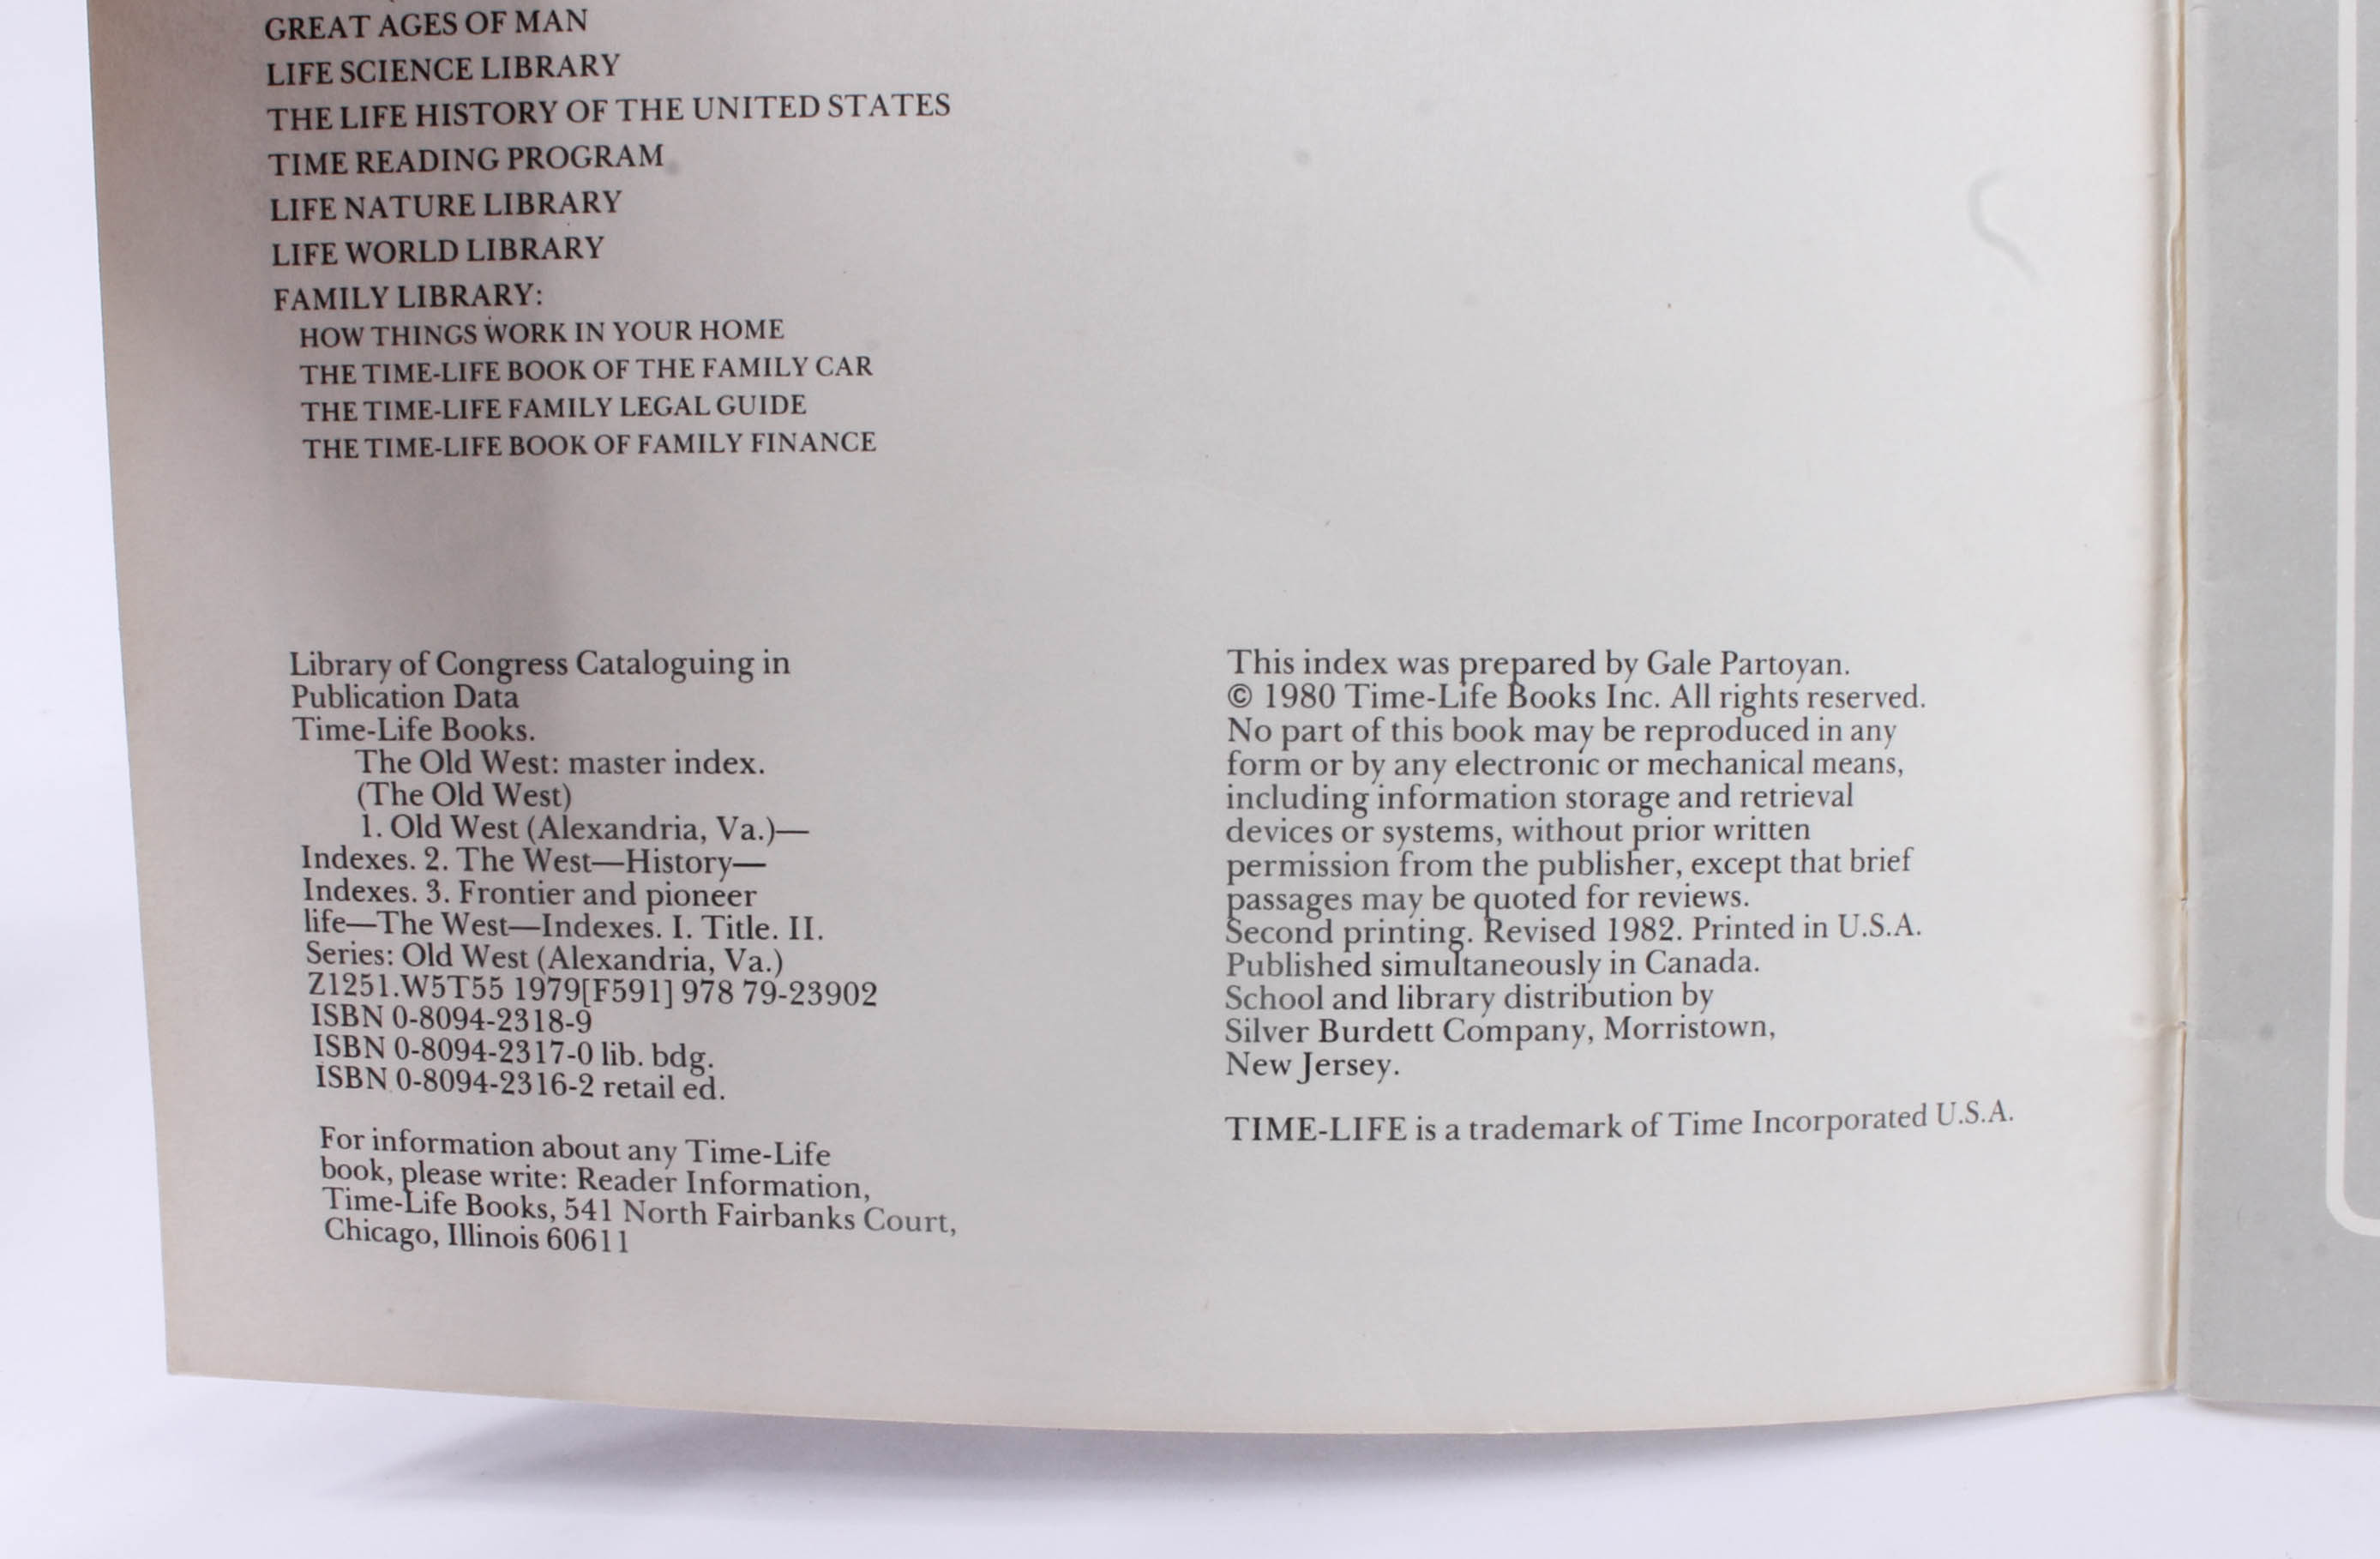 GREAT AGES OF MAN
LIFE SCIENCE LIBRARY
THE LIFE HISTORY OF THE UNITED STATES
TIME READING PROGRAM
LIFE NATURE LIBRARY
LIFE WORLD LIBRARY
FAMILY LIBRARY:
HOW THINGS WORK IN YOUR HOME
THE TIME-LIFE BOOK OF THE FAMILY CAR
THE TIME-LIFE FAMILY LEGAL GUIDE
THE TIME-LIFE BOOK OF FAMILY FINANCE
Library of Congress Cataloguing in
Publication Data
Time-Life Books.
The Old West: master index.
(The Old West)
1. Old West (Alexandria, Va.)—
Indexes. 2. The West—History—
Indexes. 3. Frontier and pioneer
life—The West—Indexes. I. Title. II.
Series: Old West (Alexandria, Va.)
Z1251.W5T55 1979[F591] 978 79-23902
ISBN 0-8094-2318-9
ISBN 0-8094-2317-0 lib. bdg.
ISBN 0-8094-2316-2 retail ed.
For information about any Time-Life
book, please write: Reader Information,
Time-Life Books, 541 North Fairbanks Court,
Chicago, Illinois 60611
This index was prepared by Gale Partoyan.
© 1980 Time-Life Books Inc. All rights reserved.
No part of this book may be reproduced in any
form or by any electronic or mechanical means,
including information storage and retrieval
devices or systems, without prior written
permission from the publisher, except that brief
passages may be quoted for reviews.
Second printing. Revised 1982. Printed in U.S.A.
Published simultaneously in Canada.
School and library distribution by
Silver Burdett Company, Morristown,
New Jersey.
TIME-LIFE is a trademark of Time Incorporated U.S.A.